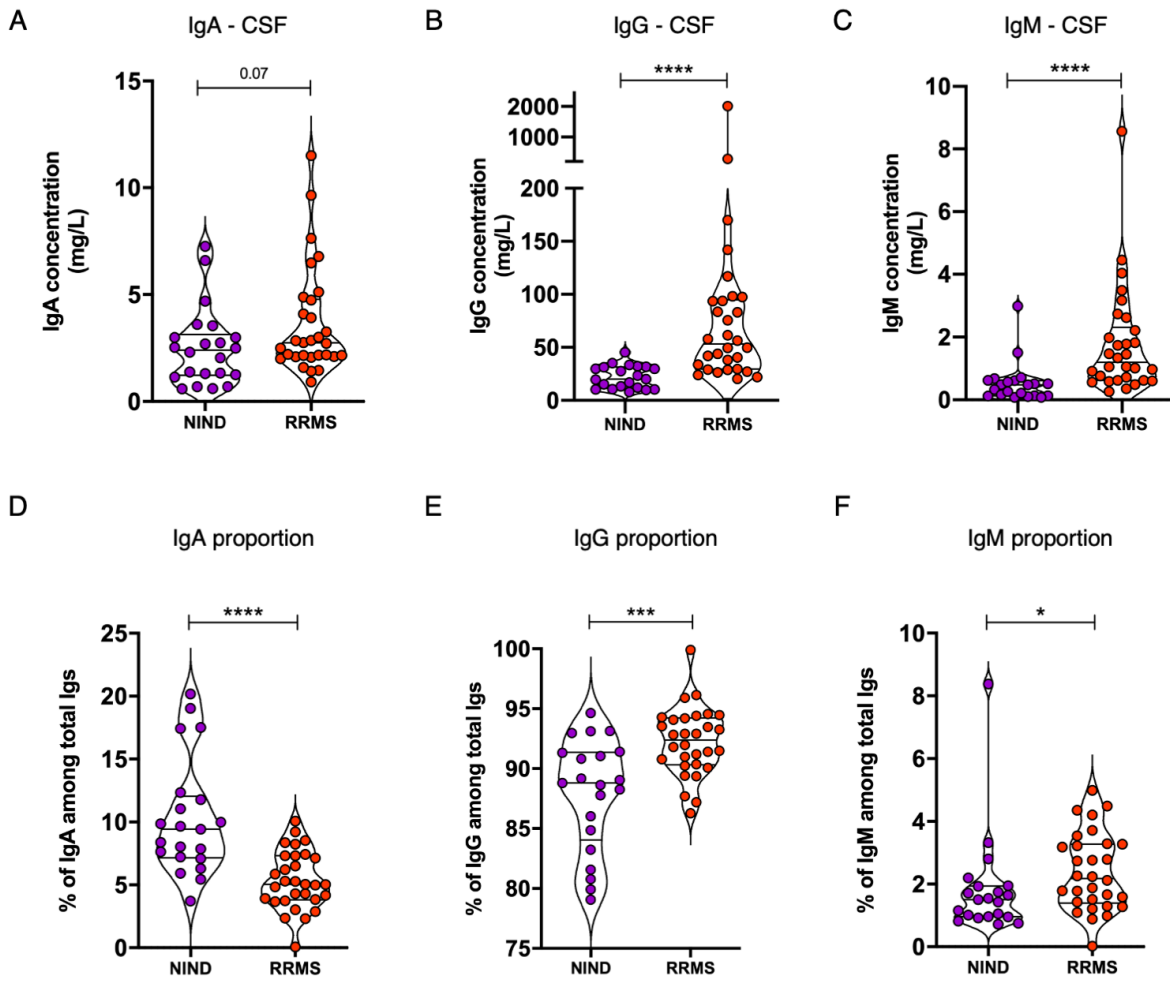 A
IgA - CSF
0.07
15
10
5
0
IgA concentration
(mg/L)
NIND
RRMS
B
IgG - CSF
****
2000
1000
200
150
100
50
0
IgG concentration
(mg/L)
NIND
RRMS
C
IgM - CSF
****
10
8
6
4
2
0
IgM concentration
(mg/L)
NIND
RRMS
D
IgA proportion
****
25
20
15
10
5
0
% of IgA among total Igs
NIND
RRMS
E
IgG proportion
***
100
95
90
85
80
75
% of IgG among total Igs
NIND
RRMS
F
IgM proportion
*
10
8
6
4
2
0
% of IgM among total Igs
NIND
RRMS